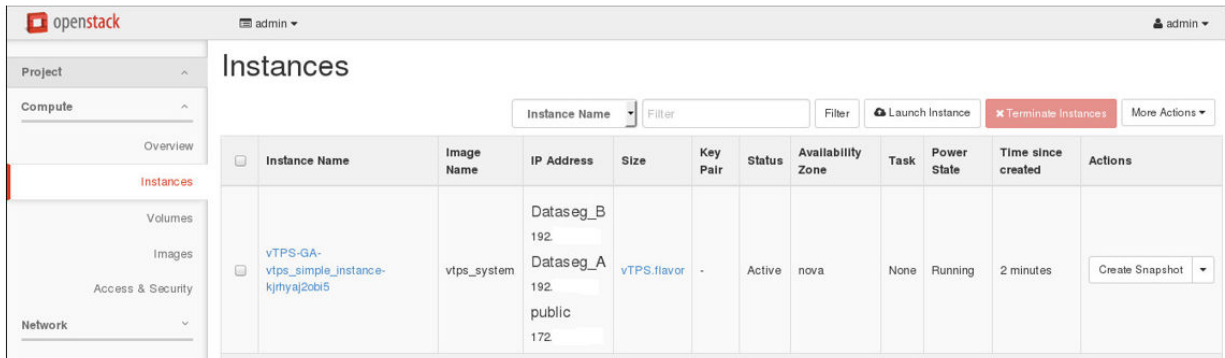 openstack
admin
admin
Project
Compute
Overview
Instances
Volumes
Images
Access & Security
Network
Instances
Instance Name
Filter
Filter
Launch Instance
Terminate Instances
More Actions
Instance Name
Image
Name
IP Address
Size
Key
Pair
Status
Availability
Zone
Task
Power
State
Time since
created
Actions
vTPS-GA-
vtps_simple_instance-
kjrhyaj2obi5
vtps_system
Dataseg_B
192.
Dataseg_A
192.
public
172.
vTPS.flavor
-
Active
nova
None
Running
2 minutes
Create Snapshot